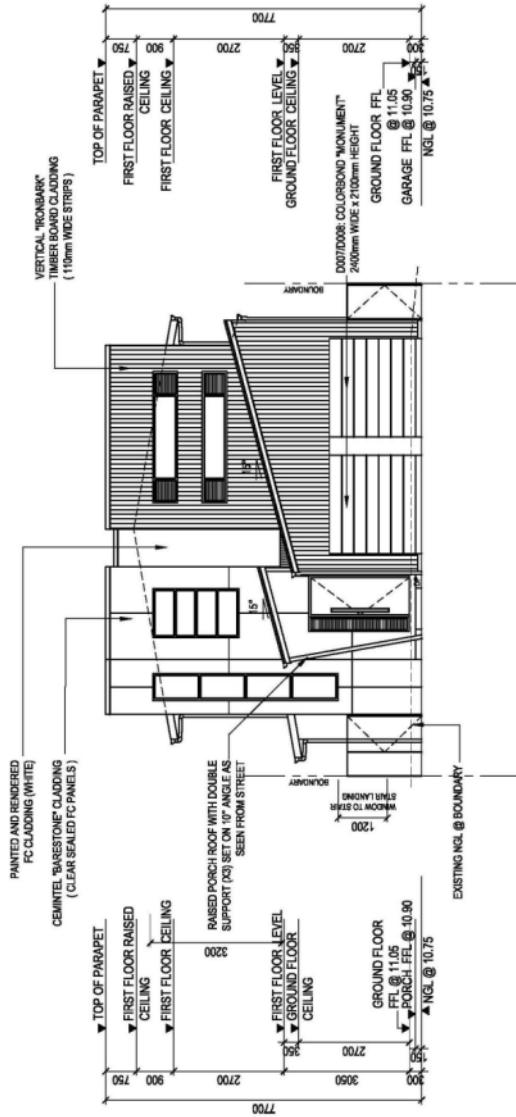 PAINTED AND RENDERED
FC CLADDING (WHITE)
CEMINTEL "BARESTONE" CLADDING
( CLEAR SEALED FC PANELS )
VERTICAL "IRONBARK"
TIMBER BOARD CLADDING
( 110mm WIDE STRIPS )
TOP OF PARAPET
FIRST FLOOR RAISED
CEILING
FIRST FLOOR CEILING
FIRST FLOOR LEVEL
GROUND FLOOR
CEILING
GROUND FLOOR
FFL @ 11.05
PORCH FFL @ 10.90
NGL @ 10.75
7700
750
900
2700
3050
300
350
2700
150
3200
RAISED PORCH ROOF WITH DOUBLE
SUPPORT (X3) SET ON 10° ANGLE AS
SEEN FROM STREET
BOUNDARY
WINDOW TO STAIR
STAIR LANDING
1200
EXISTING NGL @ BOUNDARY
15°
15°
BOUNDARY
D007/D008: COLORBOND "MONUMENT"
2400mm WIDE x 2100mm HEIGHT
TOP OF PARAPET
FIRST FLOOR RAISED
CEILING
FIRST FLOOR CEILING
FIRST FLOOR LEVEL
GROUND FLOOR CEILING
GROUND FLOOR FFL
@ 11.05
GARAGE FFL @ 10.90
NGL @ 10.75
750
900
2700
350
2700
300
7700